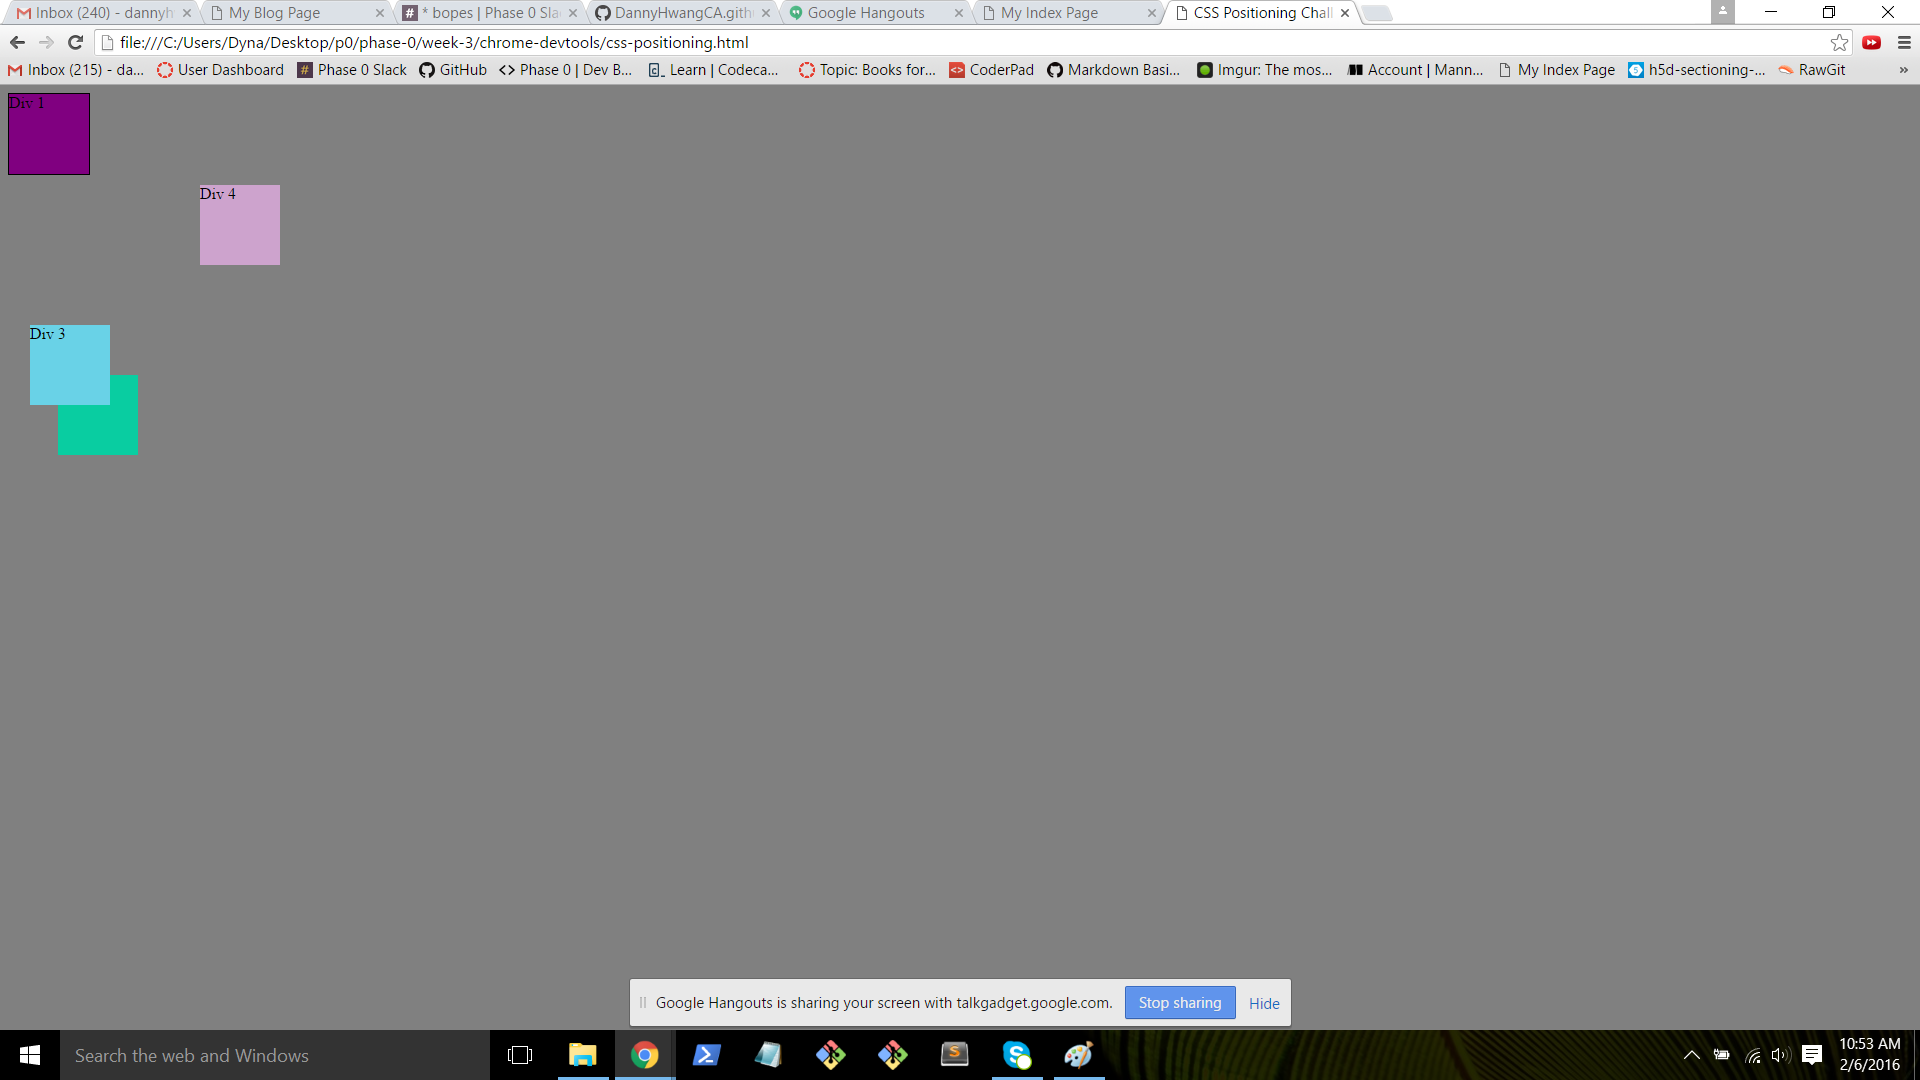 Inbox (240) - dannyh
My Blog Page
* bopes | Phase 0 Sla
DannyHwangCA.gith
Google Hangouts
My Index Page
CSS Positioning Chall
file:///C:/Users/Dyna/Desktop/p0/phase-0/week-3/chrome-devtools/css-positioning.html
Inbox (215) - da...
User Dashboard
Phase 0 Slack
GitHub
Phase 0 | Dev B...
Learn | Codeca...
Topic: Books for...
CoderPad
Markdown Basi...
Imgur: The mos...
Account | Mann...
My Index Page
h5d-sectioning-...
RawGit
Div 1
Div 4
Div 3
Google Hangouts is sharing your screen with talkgadget.google.com.
Stop sharing
Hide
Search the web and Windows
10:53 AM
2/6/2016